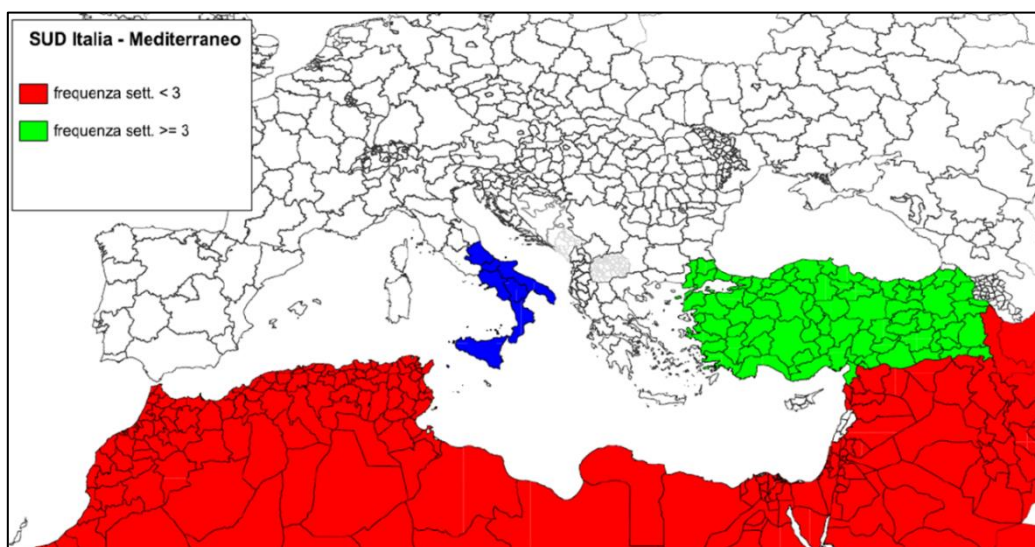 SUD Italia - Mediterraneo
frequenza sett. < 3
frequenza sett. >= 3